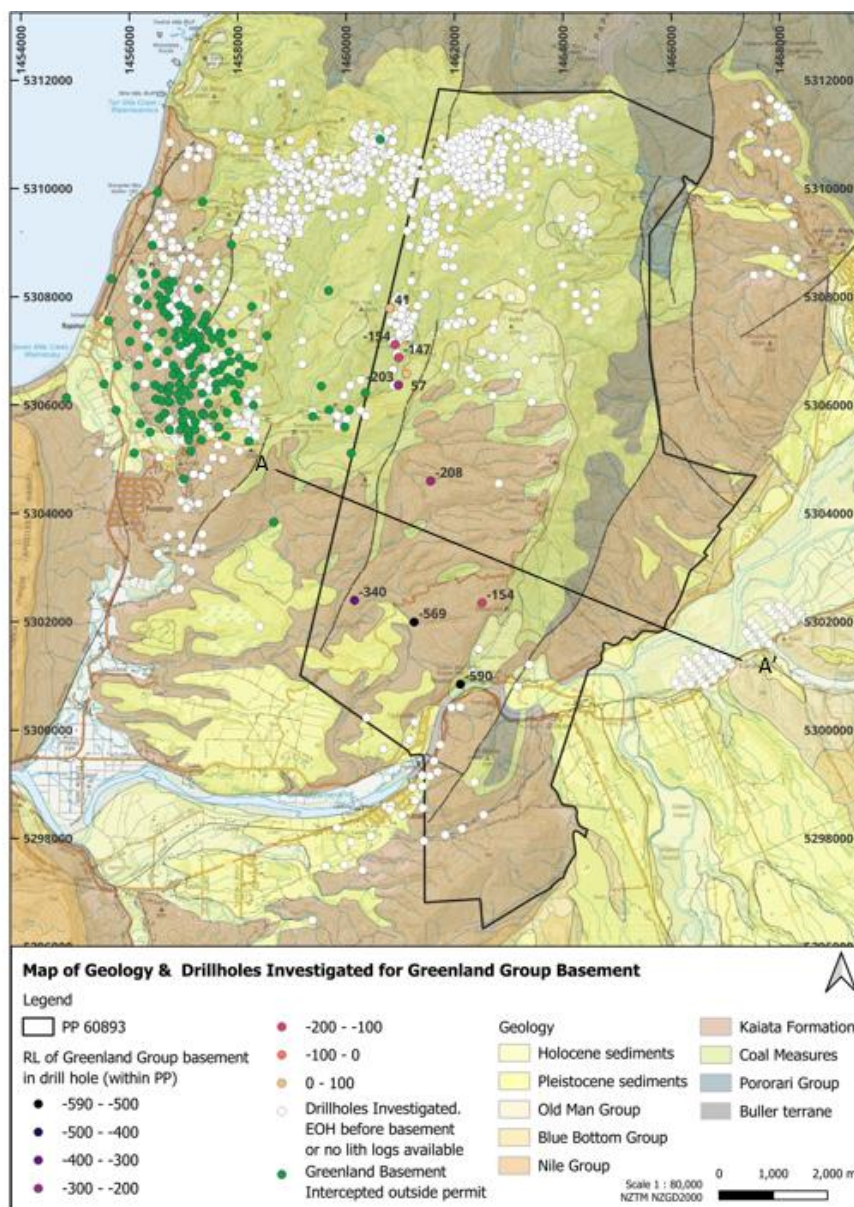 1454000
1456000
1458000
1460000
1462000
1464000
1466000
1468000
5312000
5312000
5310000
5310000
5308000
5308000
41
-154
-147
-203
57
5306000
5306000
A
-208
5304000
5304000
-340
-154
-569
5302000
5302000
A'
-590
5300000
5300000
5298000
5298000
Map of Geology & Drillholes Investigated for Greenland Group Basement
Legend
PP 60893
RL of Greenland Group basement
in drill hole (within PP)
-590 - -500
-500 - -400
-400 - -300
-300 - -200
-200 - -100
-100 - 0
0 - 100
Drillholes Investigated.
EOH before basement
or no lith logs available
Greenland Basement
Intercepted outside permit
Geology
Holocene sediments
Pleistocene sediments
Old Man Group
Blue Bottom Group
Nile Group
Kaiata Formation
Coal Measures
Pororari Group
Buller terrane
0 1,000 2,000 m
Scale 1 : 80,000
NZTM NZGD2000